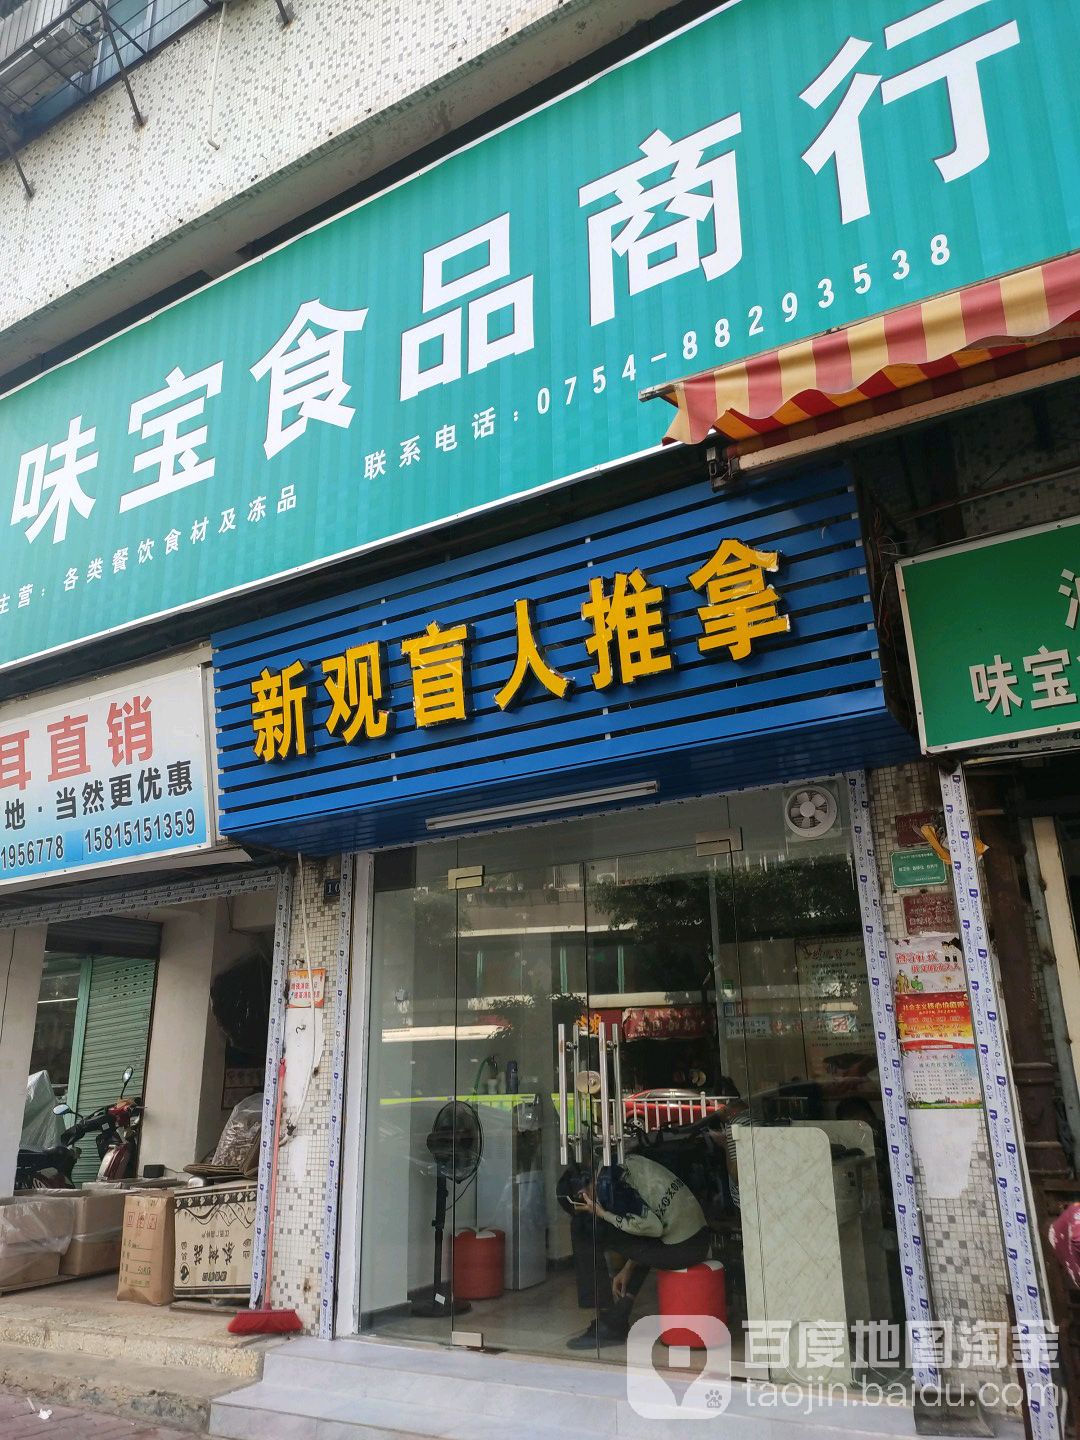 味宝食品商行
主营：各类餐饮食材及冻品
联系电话：0754-88293538
新观盲人推拿
味宝
耳直销
地·当然更优惠
1956778 15815151359
百度地图淘金
taojin.baidu.com